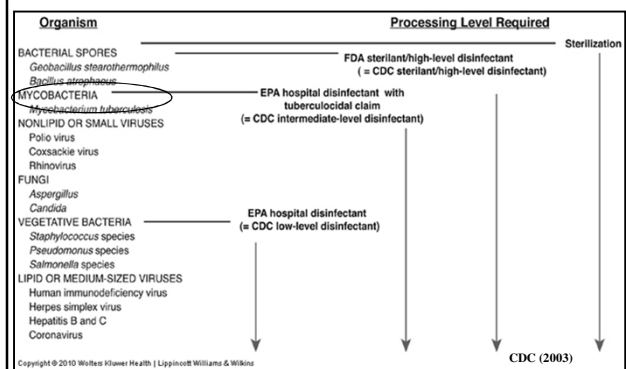 Organism
Processing Level Required
Sterilization
BACTERIAL SPORES
FDA sterilant/high-level disinfectant
Geobacillus stearothermophilus
( = CDC sterilant/high-level disinfectant)
Bacillus atrophaeus
MYCOBACTERIA
EPA hospital disinfectant with
tuberculocidal claim
Mycobacterium tuberculosis
(= CDC intermediate-level disinfectant)
NONLIPID OR SMALL VIRUSES
Polio virus
Coxsackie virus
Rhinovirus
FUNGI
Aspergillus
Candida
EPA hospital disinfectant
VEGETATIVE BACTERIA
(= CDC low-level disinfectant)
Staphylococcus species
Pseudomonus species
Salmonella species
LIPID OR MEDIUM-SIZED VIRUSES
Human immunodeficiency virus
Herpes simplex virus
Hepatitis B and C
Coronavirus
CDC (2003)
Copyright © 2010 Wolters Kluwer Health | Lippincott Williams & Wilkins